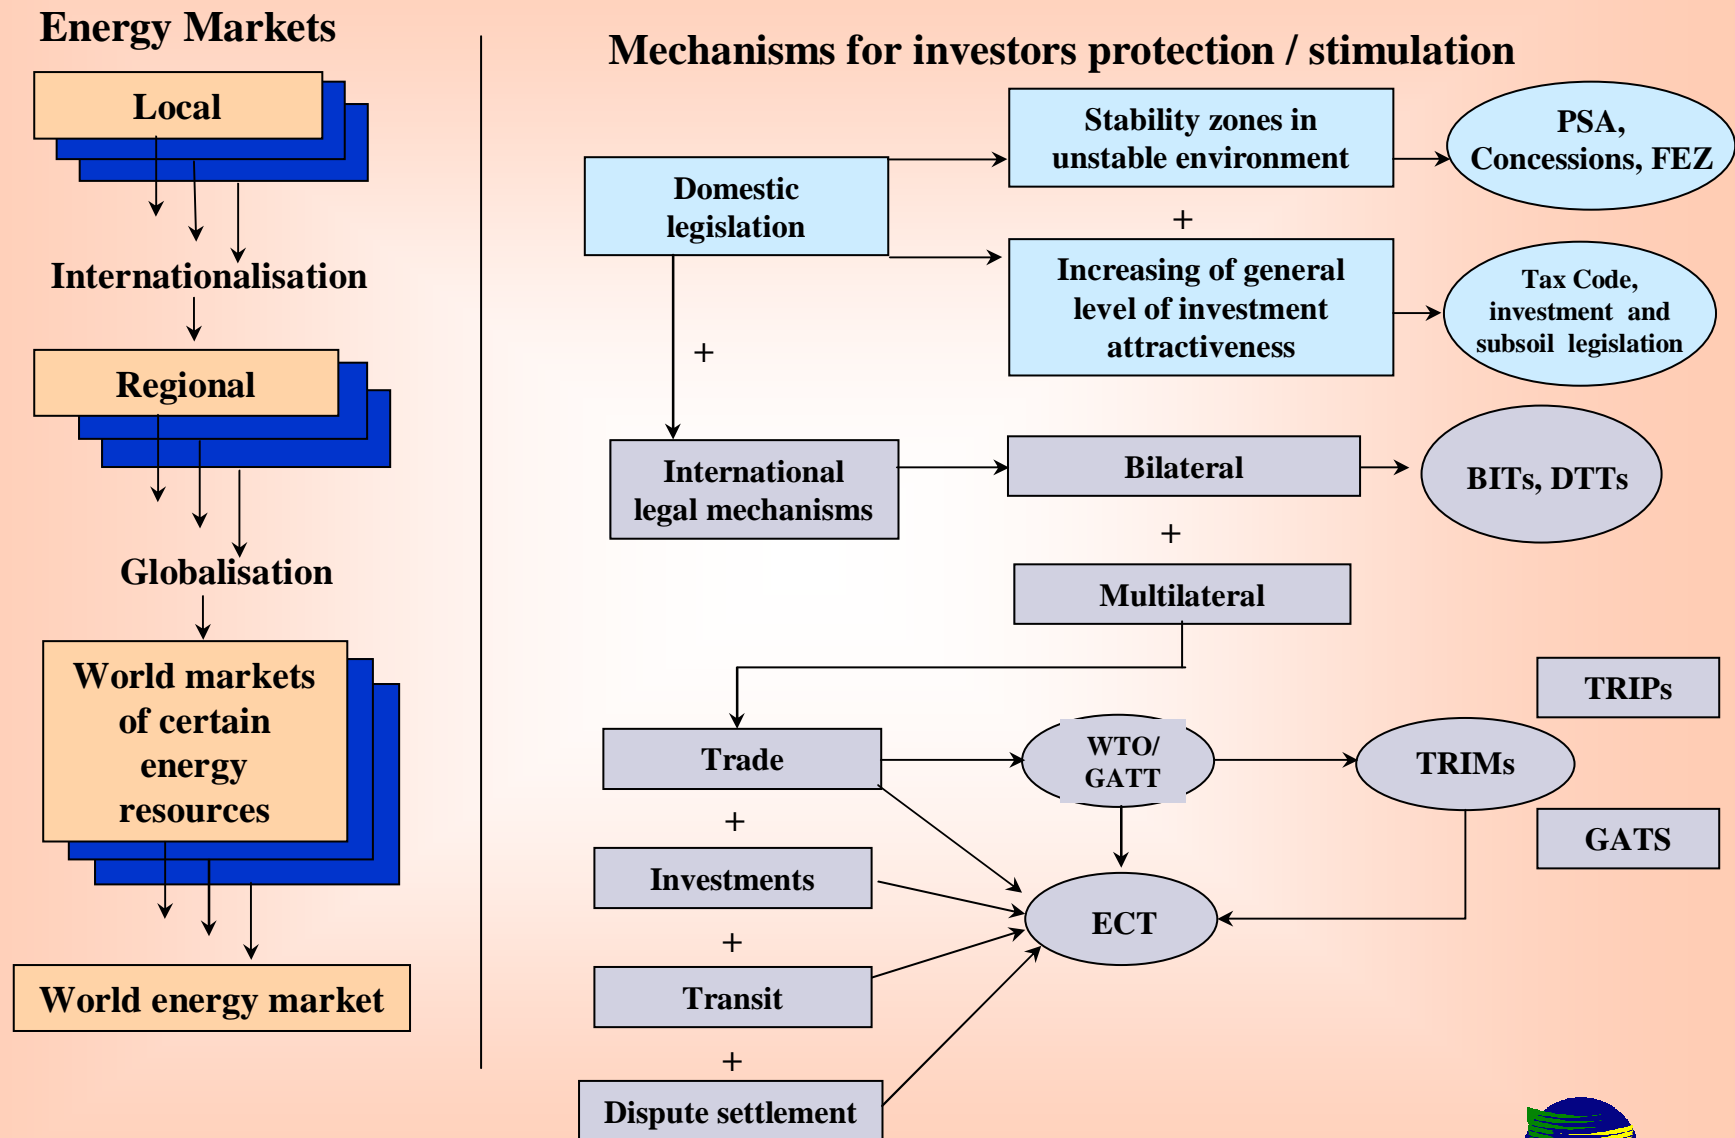 Energy Markets
Local
Internationalisation
Regional
Globalisation
World markets
of certain
energy
resources
World energy market
Mechanisms for investors protection / stimulation
Domestic
legislation
Stability zones in
unstable environment
PSA,
Concessions, FEZ
+
Increasing of general
level of investment
attractiveness
Tax Code,
investment and
subsoil legislation
+
International
legal mechanisms
Bilateral
BITs, DTTs
+
Multilateral
TRIPs
Trade
WTO/
GATT
TRIMs
GATS
+
Investments
ECT
+
Transit
+
Dispute settlement